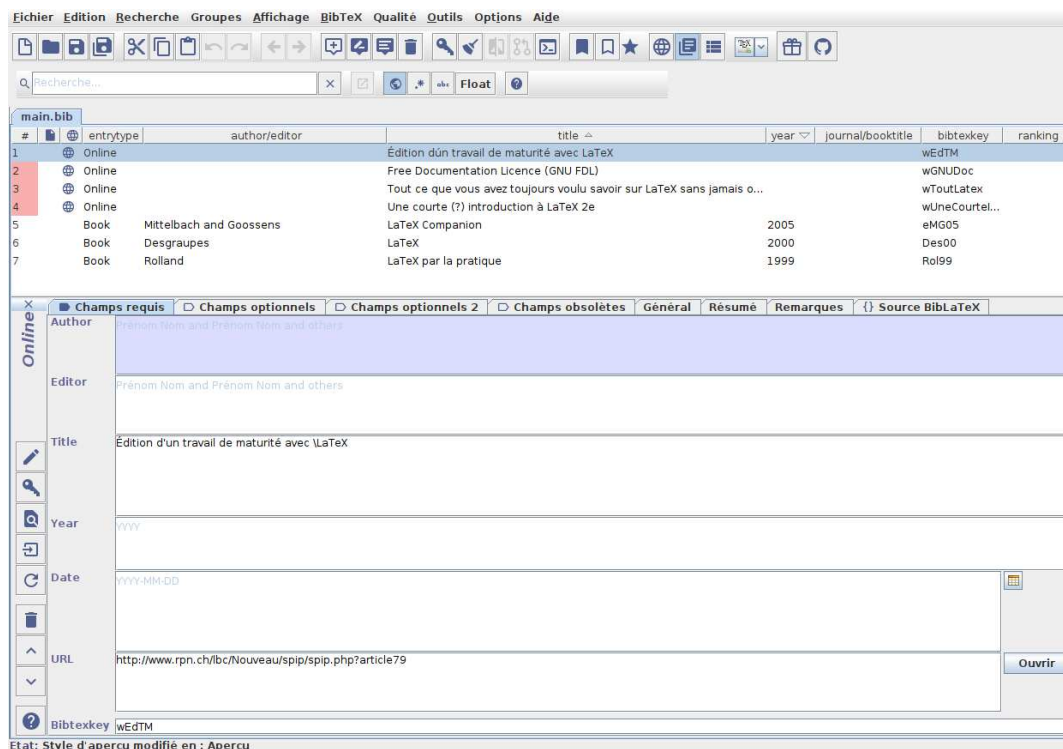 Fichier Edition Recherche Groupes Affichage BibTeX Qualité Outils Options Aide
Recherche... abc Float
main.bib
# entrytype author/editor title year journal/booktitle bibtexkey ranking
1 Online Édition dún travail de maturité avec LaTeX wEdTM
2 Online Free Documentation Licence (GNU FDL) wGNUDoc
3 Online Tout ce que vous avez toujours voulu savoir sur LaTeX sans jamais o... wToutLatex
4 Online Une courte (?) introduction à LaTeX 2e wUneCourteI...
5 Book Mittelbach and Goossens LaTeX Companion 2005 eMG05
6 Book Desgraupes LaTeX 2000 Des00
7 Book Rolland LaTeX par la pratique 1999 Rol99
Champs requis Champs optionnels Champs optionnels 2 Champs obsolètes Général Résumé Remarques {} Source BibLaTeX
Online
Author Prénom Nom and Prénom Nom and others
Editor Prénom Nom and Prénom Nom and others
Title Édition d'un travail de maturité avec \LaTeX
Year YYYY
Date YYYY-MM-DD
URL http://www.rpn.ch/lbc/Nouveau/spip/spip.php?article79 Ouvrir
Bibtexkey wEdTM
Etat: Style d'aperçu modifié en : Aperçu